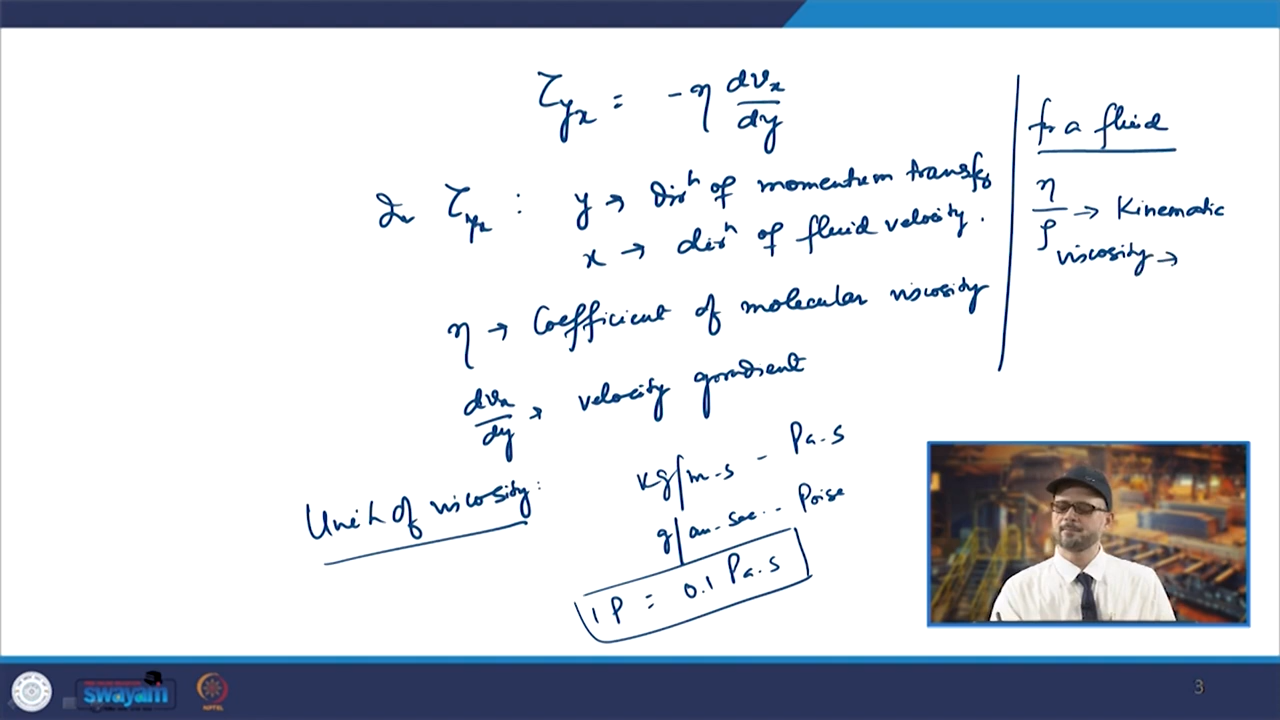 τyx = -η dvx/dy
In τyx : y → dirn of momentum transfer
x → dirn of fluid velocity.
η → Coefficient of molecular viscosity
dvx/dy → velocity gradient
Unit of viscosity:
kg/m-s - Pa.s
g/cm-sec - Poise
1 P = 0.1 Pa.s
for a fluid
η/ρ → Kinematic
viscosity →
swayam
NPTEL
3